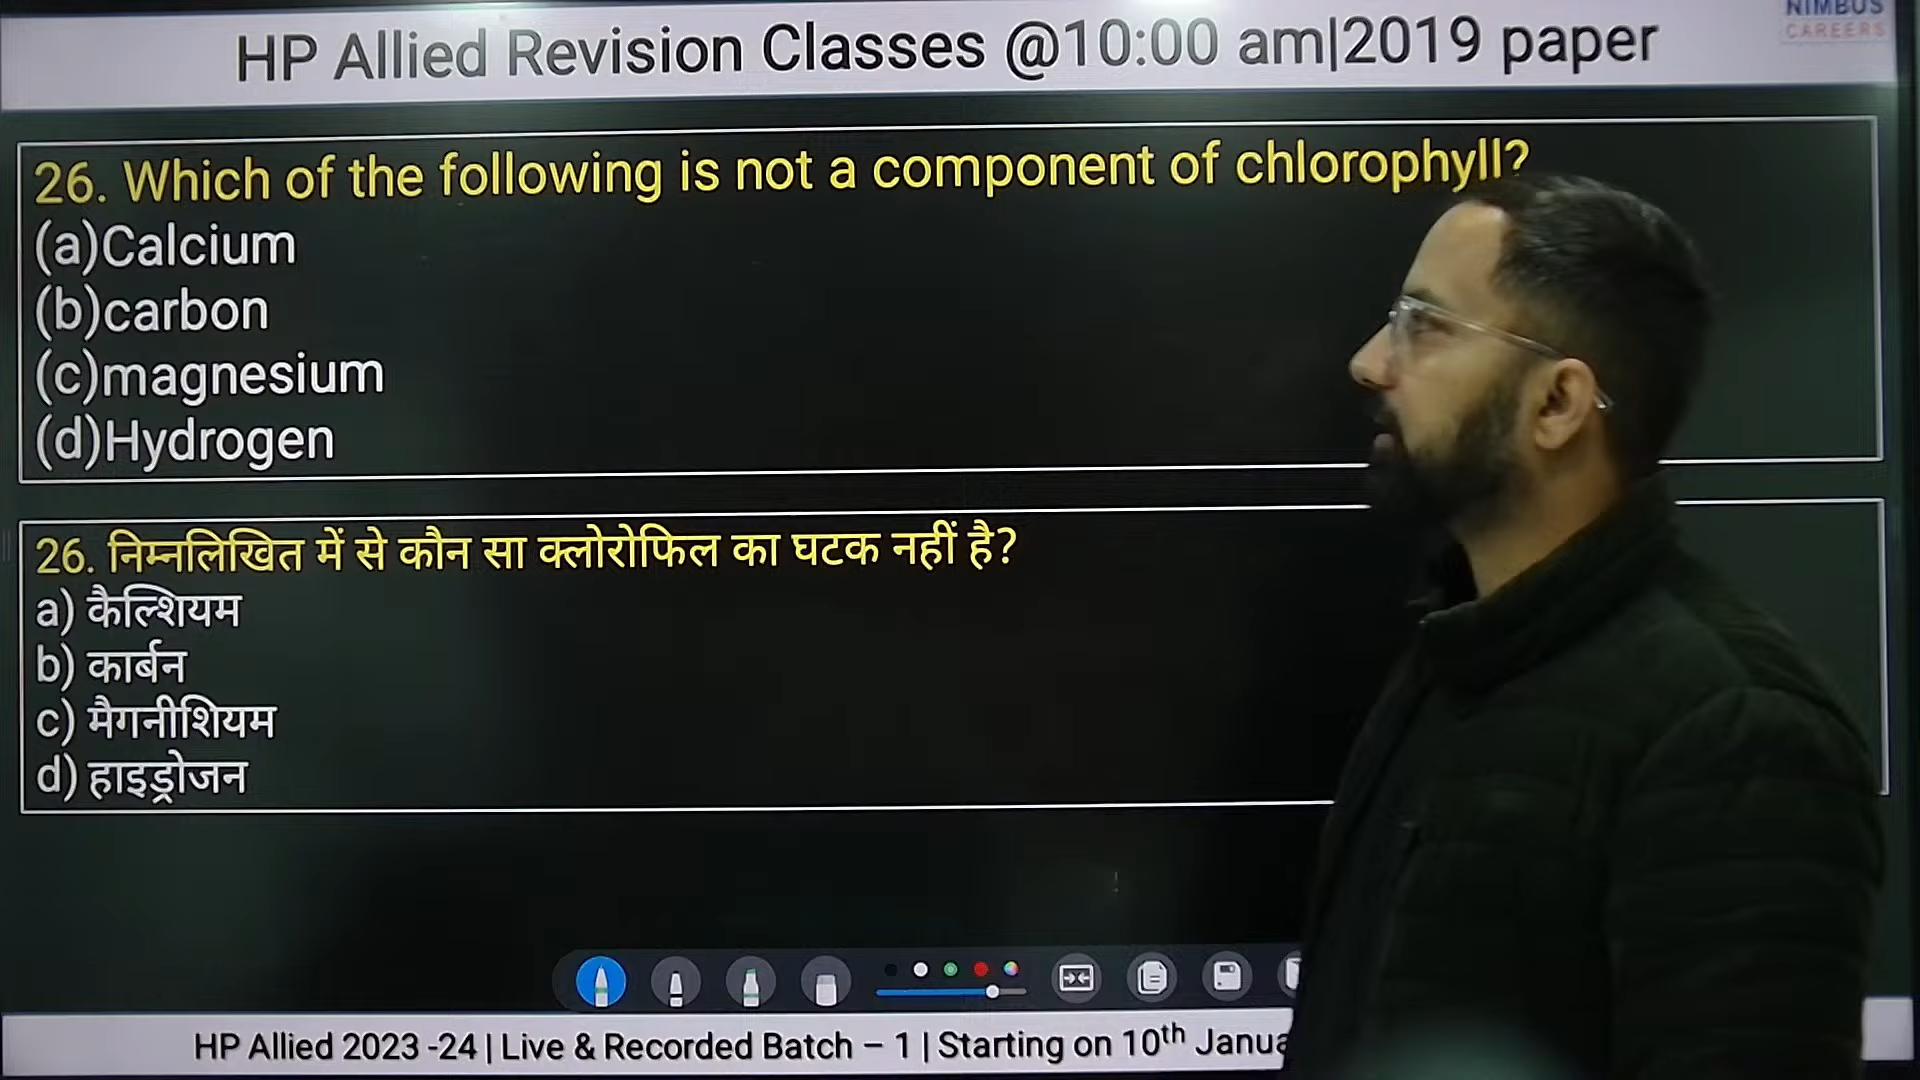 NIMBUS
CAREERS
HP Allied Revision Classes @10:00 am|2019 paper
26. Which of the following is not a component of chlorophyll?
(a)Calcium
(b)carbon
(c)magnesium
(d)Hydrogen
26. निम्नलिखित में से कौन सा क्लोरोफिल का घटक नहीं है?
a) कैल्शियम
b) कार्बन
c) मैगनीशियम
d) हाइड्रोजन
HP Allied 2023 -24 | Live & Recorded Batch – 1 | Starting on 10th